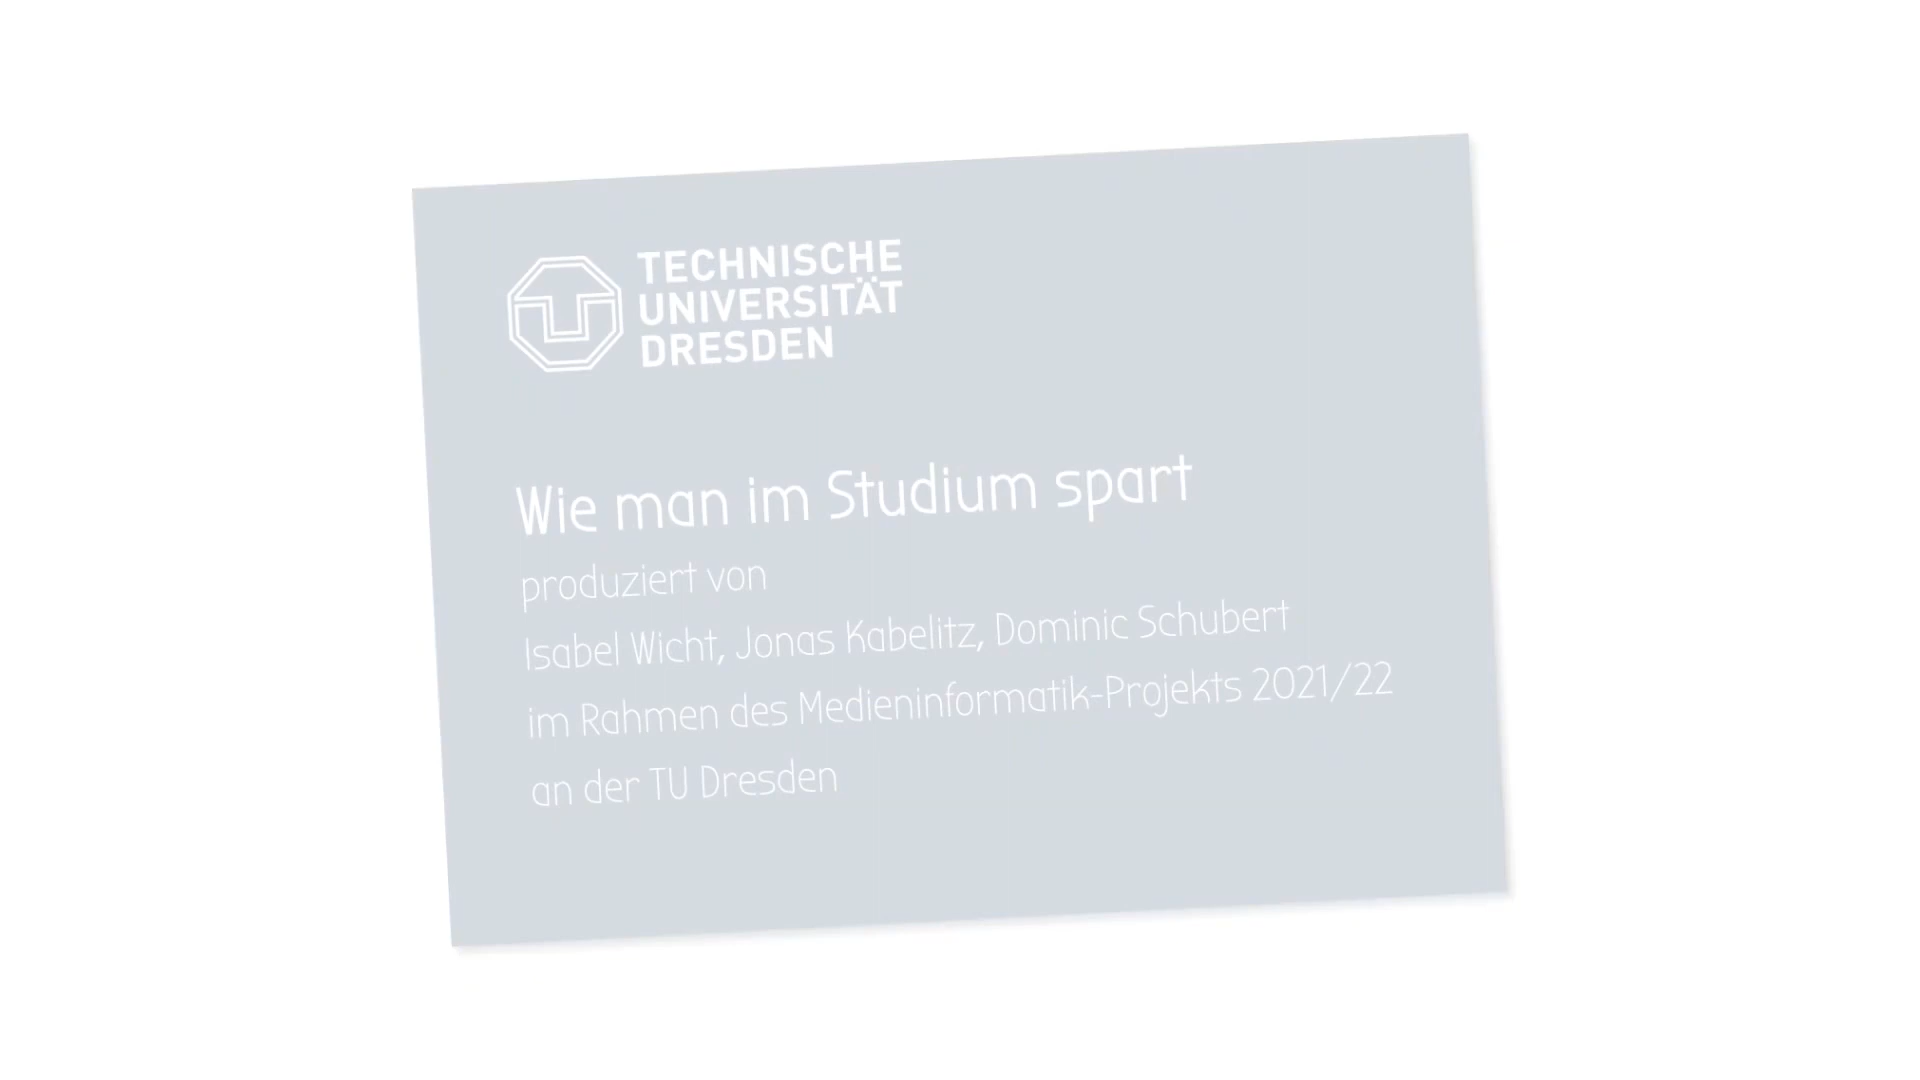 TECHNISCHE
UNIVERSITÄT
DRESDEN
Wie man im Studium spart
produziert von
Isabel Wicht, Jonas Kabelitz, Dominic Schubert
im Rahmen des Medieninformatik-Projekts 2021/22
an der TU Dresden